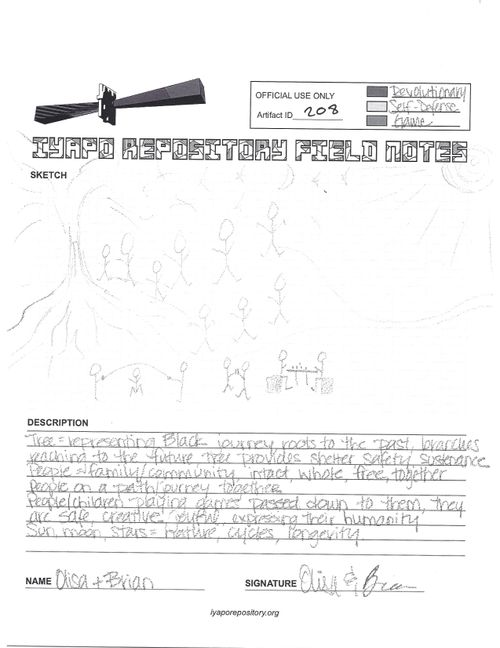 OFFICIAL USE ONLY
Artifact ID 208
Revolutionary
Self-Defense
Game
IYAPO REPOSITORY FIELD NOTES
SKETCH
DESCRIPTION
Tree = representing Black journey roots to the past, branches
reaching to the future Tree provides shelter safety sustenance
People = family/community, intact, whole, free, together
People on a path/journey together
People/children playing games passed down to them, they
are safe, creative, joyful, expressing their humanity
Sun, moon, stars = nature, cycles, longevity
NAME Olisa + Brian
SIGNATURE Olisa & Brian
iyaporepository.org